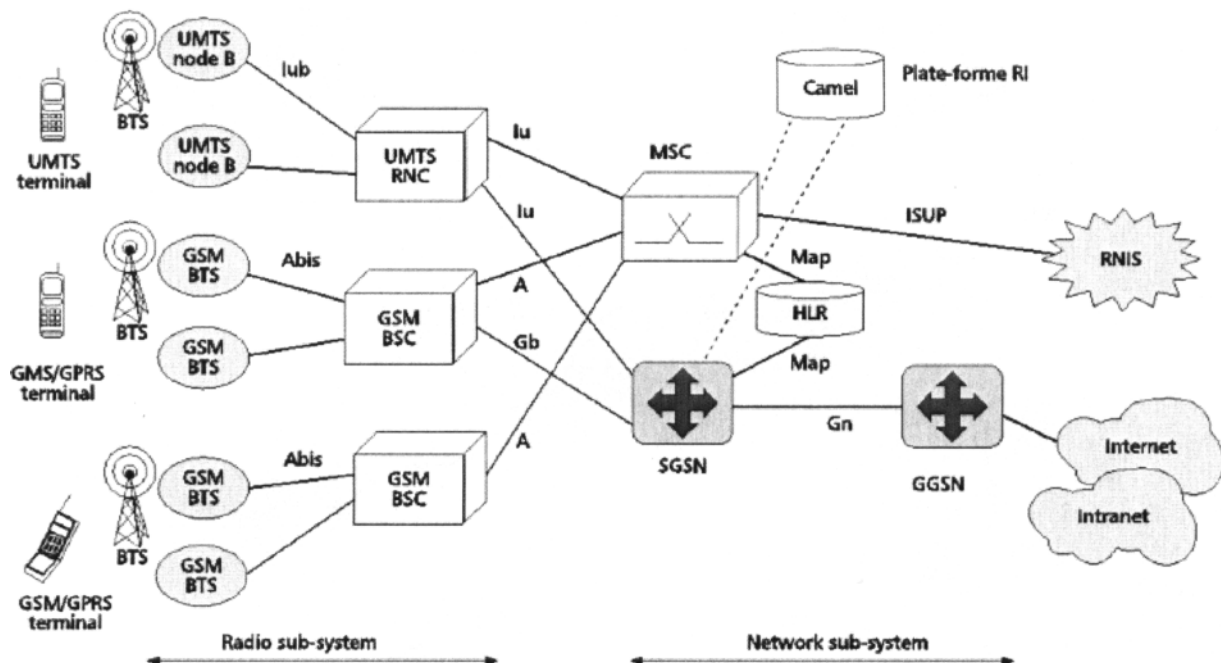 UMTS
node B
Iub
BTS
UMTS
terminal
UMTS
node B
UMTS
RNC
Iu
Iu
Camel
Plate-forme RI
MSC
ISUP
RNIS
Map
HLR
Map
GSM
BTS
Abis
BTS
GSM
BTS
GMS/GPRS
terminal
GSM
BSC
A
Gb
SGSN
Gn
GGSN
Internet
Intranet
GSM
BTS
Abis
BTS
GSM
BTS
GSM
BSC
A
GSM/GPRS
terminal
Radio sub-system
Network sub-system